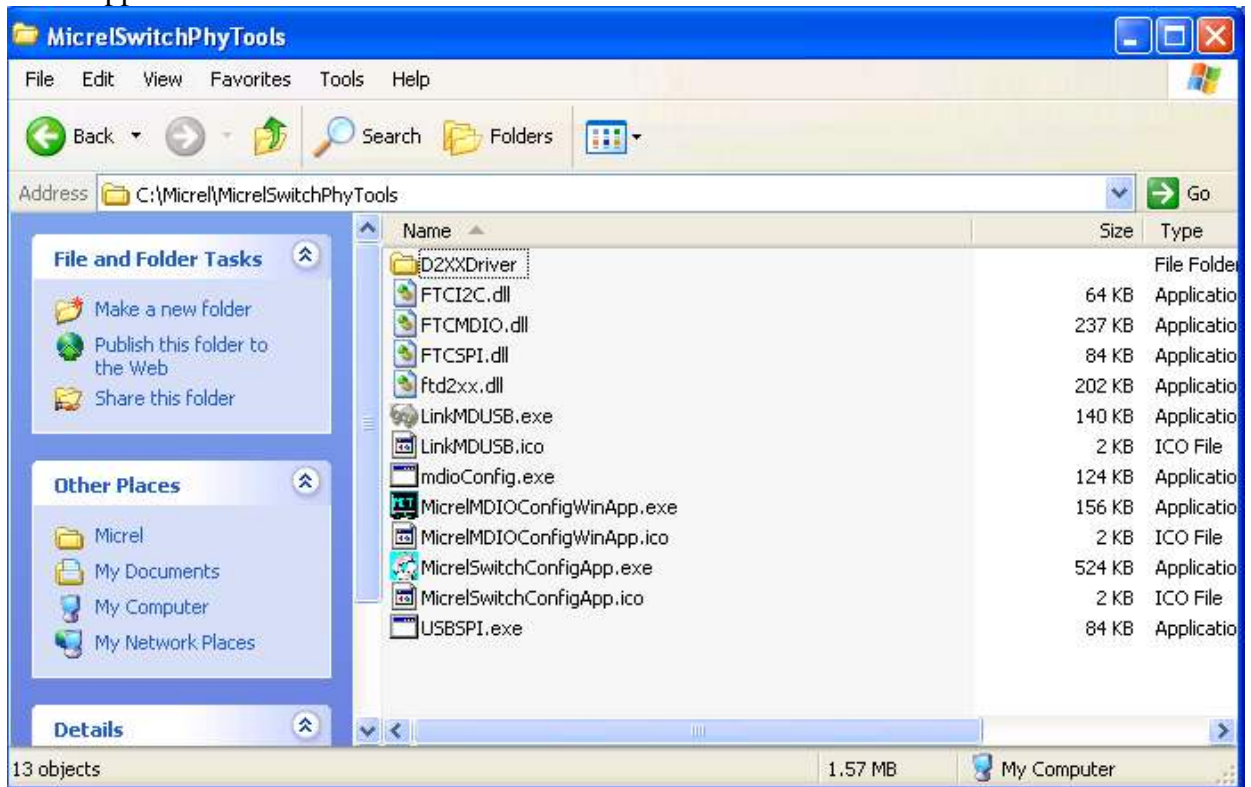 MicrelSwitchPhyTools
File Edit View Favorites Tools Help
Back Search Folders
Address C:\Micrel\MicrelSwitchPhyTools Go
File and Folder Tasks
Make a new folder
Publish this folder to
the Web
Share this folder
Other Places
Micrel
My Documents
My Computer
My Network Places
Details
Name Size Type
D2XXDriver File Folder
FTCI2C.dll 64 KB Applicatio
FTCMDIO.dll 237 KB Applicatio
FTCSPI.dll 84 KB Applicatio
ftd2xx.dll 202 KB Applicatio
LinkMDUSB.exe 140 KB Applicatio
LinkMDUSB.ico 2 KB ICO File
mdioConfig.exe 124 KB Applicatio
MicrelMDIOConfigWinApp.exe 156 KB Applicatio
MicrelMDIOConfigWinApp.ico 2 KB ICO File
MicrelSwitchConfigApp.exe 524 KB Applicatio
MicrelSwitchConfigApp.ico 2 KB ICO File
USBSPI.exe 84 KB Applicatio
13 objects 1.57 MB My Computer